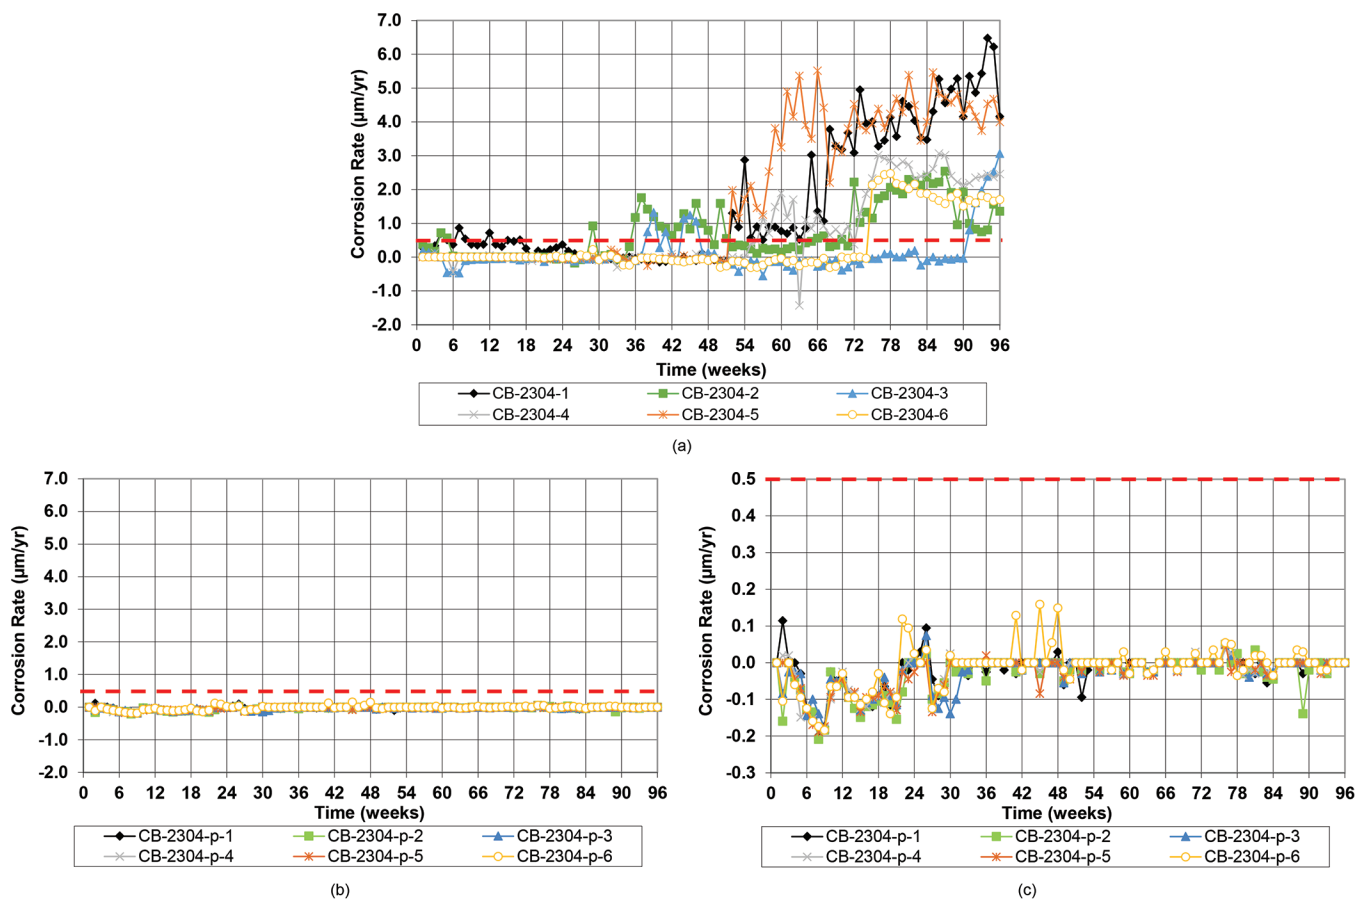 7.0
6.0
5.0
4.0
3.0
2.0
1.0
0.0
-1.0
-2.0
Corrosion Rate (μm/yr)
0 6 12 18 24 30 36 42 48 54 60 66 72 78 84 90 96
Time (weeks)
CB-2304-1 CB-2304-2 CB-2304-3
CB-2304-4 CB-2304-5 CB-2304-6
(a)
7.0
6.0
5.0
4.0
3.0
2.0
1.0
0.0
-1.0
-2.0
Corrosion Rate (μm/yr)
0 6 12 18 24 30 36 42 48 54 60 66 72 78 84 90 96
Time (weeks)
CB-2304-p-1 CB-2304-p-2 CB-2304-p-3
CB-2304-p-4 CB-2304-p-5 CB-2304-p-6
(b)
0.5
0.4
0.3
0.2
0.1
0.0
-0.1
-0.2
-0.3
Corrosion Rate (μm/yr)
0 6 12 18 24 30 36 42 48 54 60 66 72 78 84 90 96
Time (weeks)
CB-2304-p-1 CB-2304-p-2 CB-2304-p-3
CB-2304-p-4 CB-2304-p-5 CB-2304-p-6
(c)